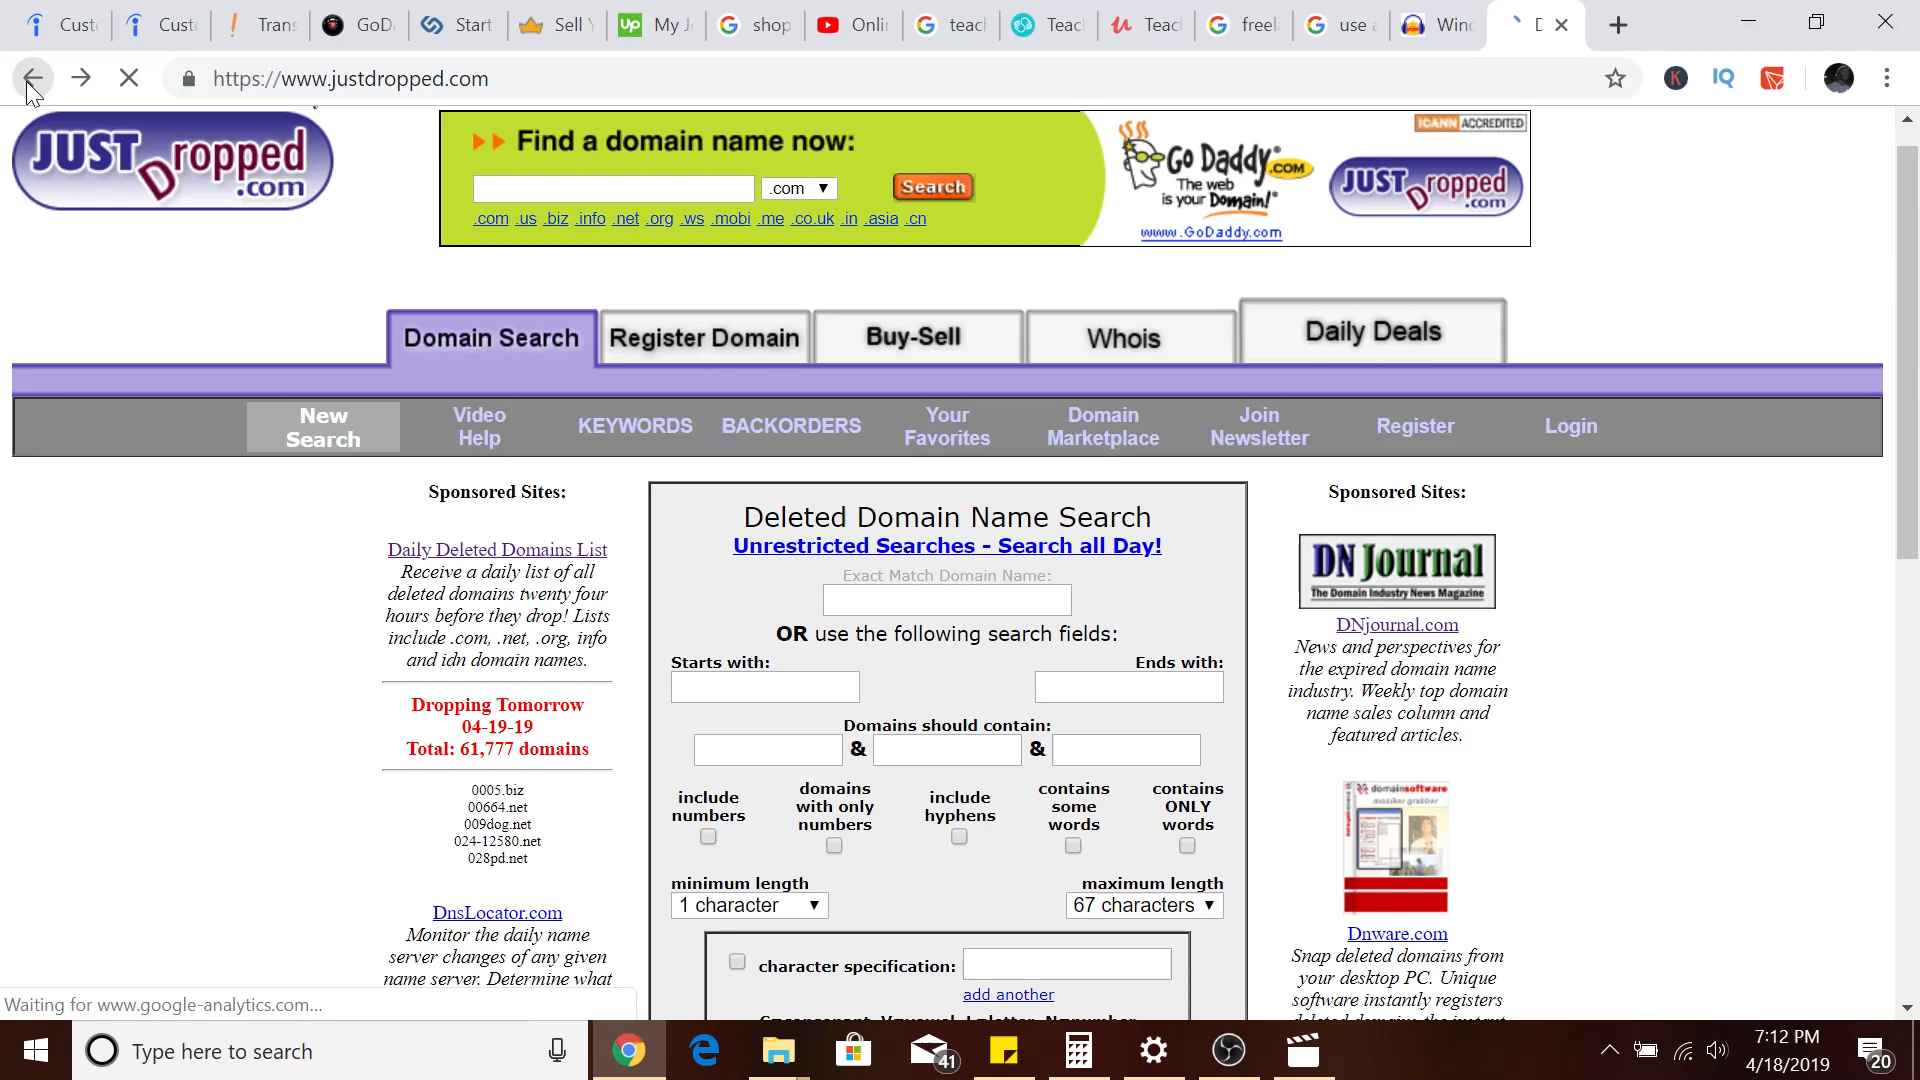 Custo
Custo
Trans
GoDa
Start
Sell Y
My Jo
shop
Onlin
teach
Teac
Teac
freel
use a
Winc
D
https://www.justdropped.com
JUST Dropped .com
Find a domain name now:
.com
Search
.com .us .biz .info .net .org .ws .mobi .me .co.uk .in .asia .cn
ICANN ACCREDITED
Go Daddy .COM
The web is your Domain!
www.GoDaddy.com
JUST Dropped .com
Domain Search
Register Domain
Buy-Sell
Whois
Daily Deals
New Search
Video Help
KEYWORDS
BACKORDERS
Your Favorites
Domain Marketplace
Join Newsletter
Register
Login
Sponsored Sites:
Daily Deleted Domains List
Receive a daily list of all
deleted domains twenty four
hours before they drop! Lists
include .com, .net, .org, info
and idn domain names.
Dropping Tomorrow
04-19-19
Total: 61,777 domains
0005.biz
00664.net
009dog.net
024-12580.net
028pd.net
DnsLocator.com
Monitor the daily name
server changes of any given
name server. Determine what
Deleted Domain Name Search
Unrestricted Searches - Search all Day!
Exact Match Domain Name:
OR use the following search fields:
Starts with:
Ends with:
Domains should contain:
& &
include numbers
domains with only numbers
include hyphens
contains some words
contains ONLY words
minimum length
maximum length
1 character
67 characters
character specification:
add another
Sponsored Sites:
DN Journal
The Domain Industry News Magazine
DNjournal.com
News and perspectives for
the expired domain name
industry. Weekly top domain
name sales column and
featured articles.
domainsoftware
Dnware.com
Snap deleted domains from
your desktop PC. Unique
software instantly registers
deleted domains the instant
Waiting for www.google-analytics.com...
Type here to search
41
7:12 PM
4/18/2019
20